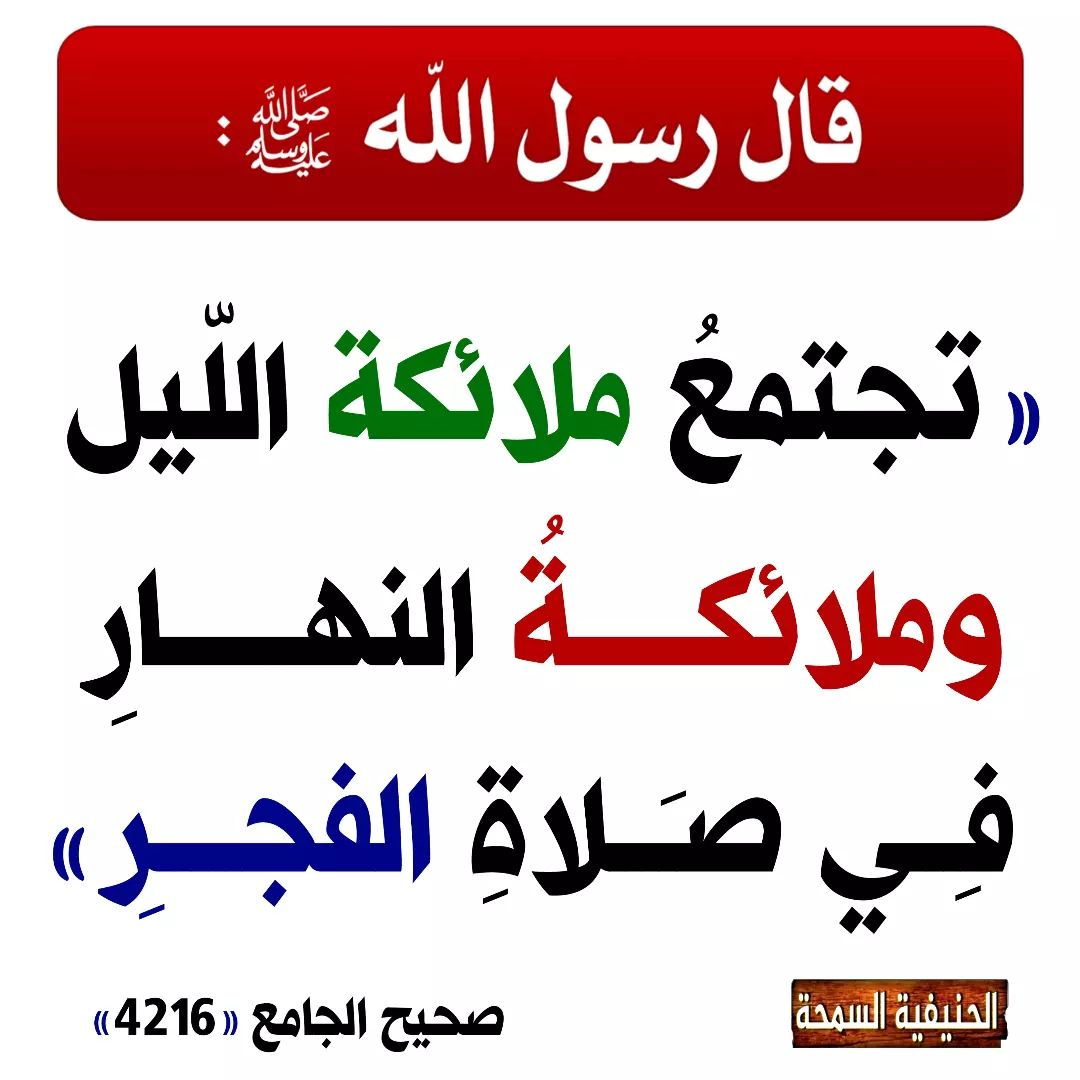 قال رسول الله ﷺ :
« تجتمعُ ملائكة اللّيل
وملائكـــةُ النهـــارِ
فِـي صَـلاةِ الفجـرِ »
صحيح الجامع « 4216 »
الحنيفية السمحة